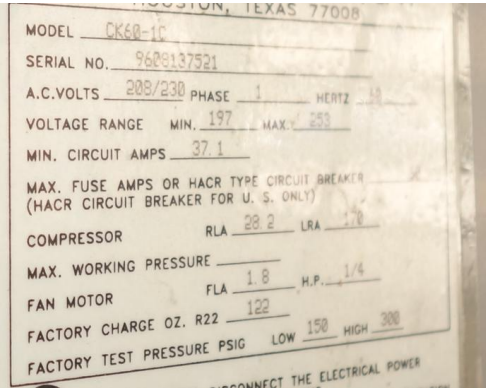 HOUSTON, TEXAS 77008
MODEL CK60-1C
SERIAL NO. 9608137521
A.C.VOLTS 208/230 PHASE 1 HERTZ 60
VOLTAGE RANGE MIN. 197 MAX. 253
MIN. CIRCUIT AMPS 37.1
MAX. FUSE AMPS OR HACR TYPE CIRCUIT BREAKER
(HACR CIRCUIT BREAKER FOR U. S. ONLY)
COMPRESSOR RLA 28.2 LRA 170
MAX. WORKING PRESSURE
FAN MOTOR FLA 1.8 H.P. 1/4
FACTORY CHARGE OZ. R22 122
FACTORY TEST PRESSURE PSIG LOW 150 HIGH 300
DISCONNECT THE ELECTRICAL POWER